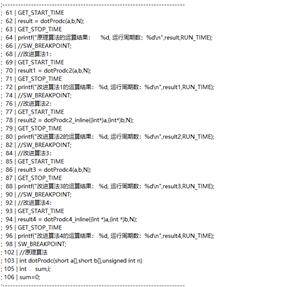 ;----------------------------------------------------------------------
;  61 | GET_START_TIME
;  62 | result = dotProdc(a,b,N);
;  63 | GET_STOP_TIME
;  64 | printf("原理算法的运算结果：  %d, 运行周期数：%d\n",result,RUN_TIME);
;  66 | //SW_BREAKPOINT;
;  68 | //改进算法1:
;  69 | GET_START_TIME
;  70 | result1 = dotProdc2(a,b,N);
;  71 | GET_STOP_TIME
;  72 | printf("改进算法1的运算结果：  %d, 运行周期数：%d\n",result1,RUN_TIME);
;  74 | //SW_BREAKPOINT;
;  76 | //改进算法2:
;  77 | GET_START_TIME
;  78 | result2 = dotProdc2_inline((int*)a,(int*)b,N);
;  79 | GET_STOP_TIME
;  80 | printf("改进算法2的运算结果：  %d, 运行周期数：%d\n",result2,RUN_TIME);
;  82 | //SW_BREAKPOINT;
;  84 | //改进算法3:
;  85 | GET_START_TIME
;  86 | result3 = dotProdc4(a,b,N);
;  87 | GET_STOP_TIME
;  88 | printf("改进算法3的运算结果：  %d, 运行周期数：%d\n",result3,RUN_TIME);
;  90 | //SW_BREAKPOINT;
;  92 | //改进算法4:
;  93 | GET_START_TIME
;  94 | result4 = dotProdc4_inline((int *)a,(int *)b,N);
;  95 | GET_STOP_TIME
;  96 | printf("改进算法4的运算结果：  %d, 运行周期数：%d\n",result4,RUN_TIME);
;  98 | SW_BREAKPOINT;
; 102 | //原理算法
; 103 | int dotProdc(short a[],short b[],unsigned int n)
; 105 | int    sum,i;
; 106 | sum=0;
;----------------------------------------------------------------------